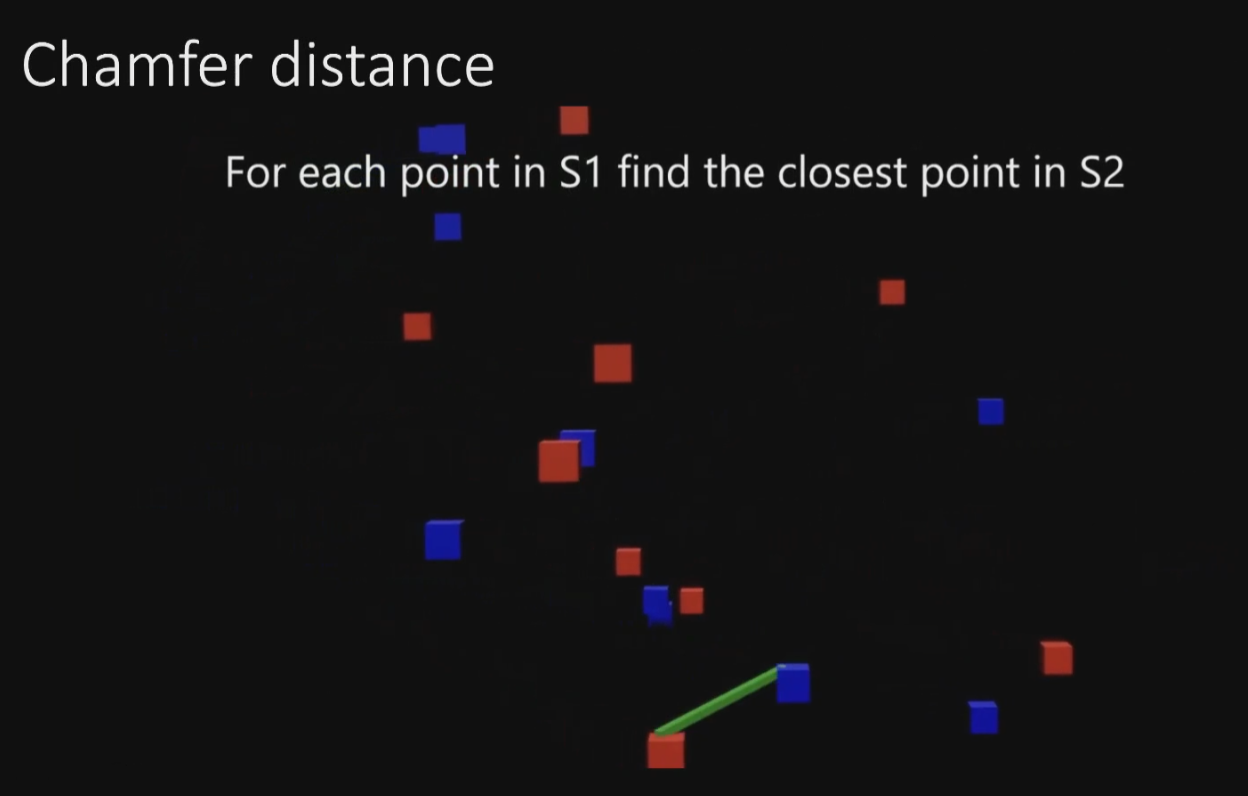 Chamfer distance
For each point in S1 find the closest point in S2